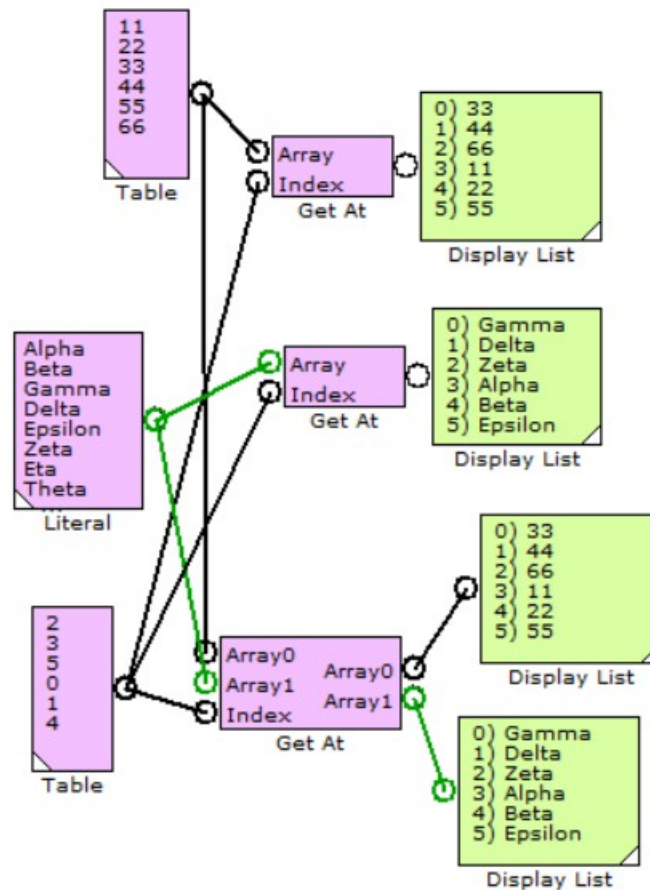 11
22
33
44
55
66
Table
Array
Index
Get At
0) 33
1) 44
2) 66
3) 11
4) 22
5) 55
Display List
Alpha
Beta
Gamma
Delta
Epsilon
Zeta
Eta
Theta
...
Literal
Array
Index
Get At
0) Gamma
1) Delta
2) Zeta
3) Alpha
4) Beta
5) Epsilon
Display List
2
3
5
0
1
4
Table
Array0
Array1
Index
Array0
Array1
Get At
0) 33
1) 44
2) 66
3) 11
4) 22
5) 55
Display List
0) Gamma
1) Delta
2) Zeta
3) Alpha
4) Beta
5) Epsilon
Display List